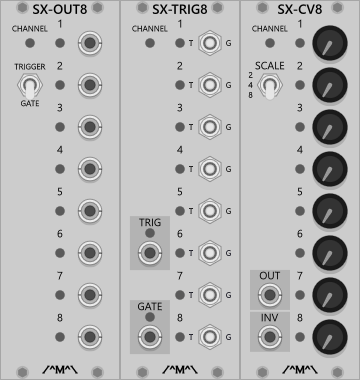 SX-OUT8
1
CHANNEL
2
TRIGGER
GATE
3
4
5
6
7
8
SX-TRIG8
1
CHANNEL
T G
2
T G
3
T G
4
T G
5
T G
TRIG
6
T G
7
T G
GATE
8
T G
SX-CV8
1
CHANNEL
2
SCALE
2
4
8
3
4
5
6
7
OUT
8
INV